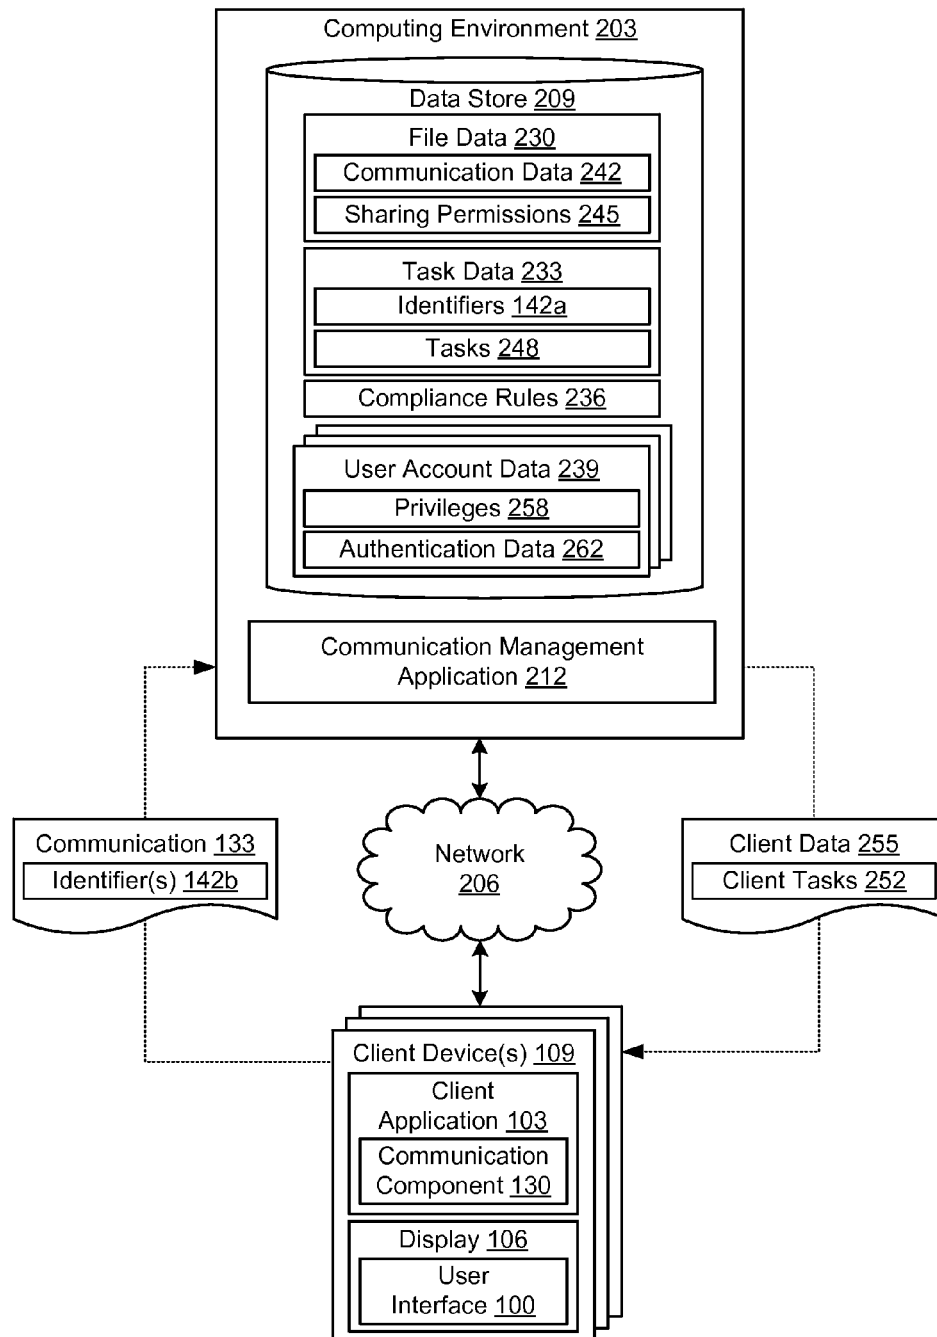 Computing Environment 203
Data Store 209
File Data 230
Communication Data 242
Sharing Permissions 245
Task Data 233
Identifiers 142a
Tasks 248
Compliance Rules 236
User Account Data 239
Privileges 258
Authentication Data 262
Communication Management
Application 212
Communication 133
Identifier(s) 142b
Network
206
Client Data 255
Client Tasks 252
Client Device(s) 109
Client
Application 103
Communication
Component 130
Display 106
User
Interface 100